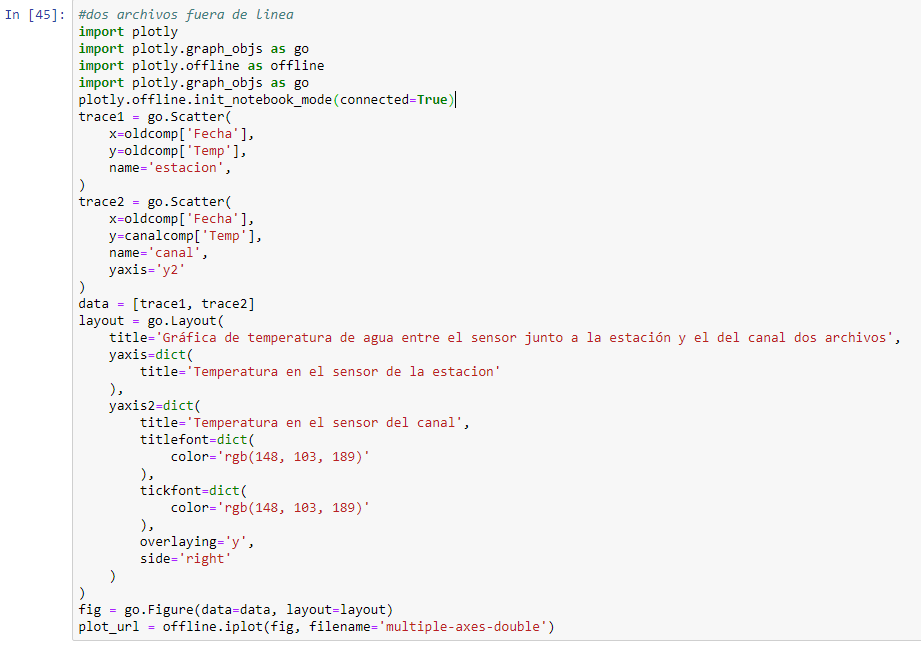 In [45]: #dos archivos fuera de linea
import plotly
import plotly.graph_objs as go
import plotly.offline as offline
import plotly.graph_objs as go
plotly.offline.init_notebook_mode(connected=True)
trace1 = go.Scatter(
    x=oldcomp['Fecha'],
    y=oldcomp['Temp'],
    name='estacion',
)
trace2 = go.Scatter(
    x=oldcomp['Fecha'],
    y=canalcomp['Temp'],
    name='canal',
    yaxis='y2'
)
data = [trace1, trace2]
layout = go.Layout(
    title='Gráfica de temperatura de agua entre el sensor junto a la estación y el del canal dos archivos',
    yaxis=dict(
        title='Temperatura en el sensor de la estacion'
    ),
    yaxis2=dict(
        title='Temperatura en el sensor del canal',
        titlefont=dict(
            color='rgb(148, 103, 189)'
        ),
        tickfont=dict(
            color='rgb(148, 103, 189)'
        ),
        overlaying='y',
        side='right'
    )
)
fig = go.Figure(data=data, layout=layout)
plot_url = offline.iplot(fig, filename='multiple-axes-double')